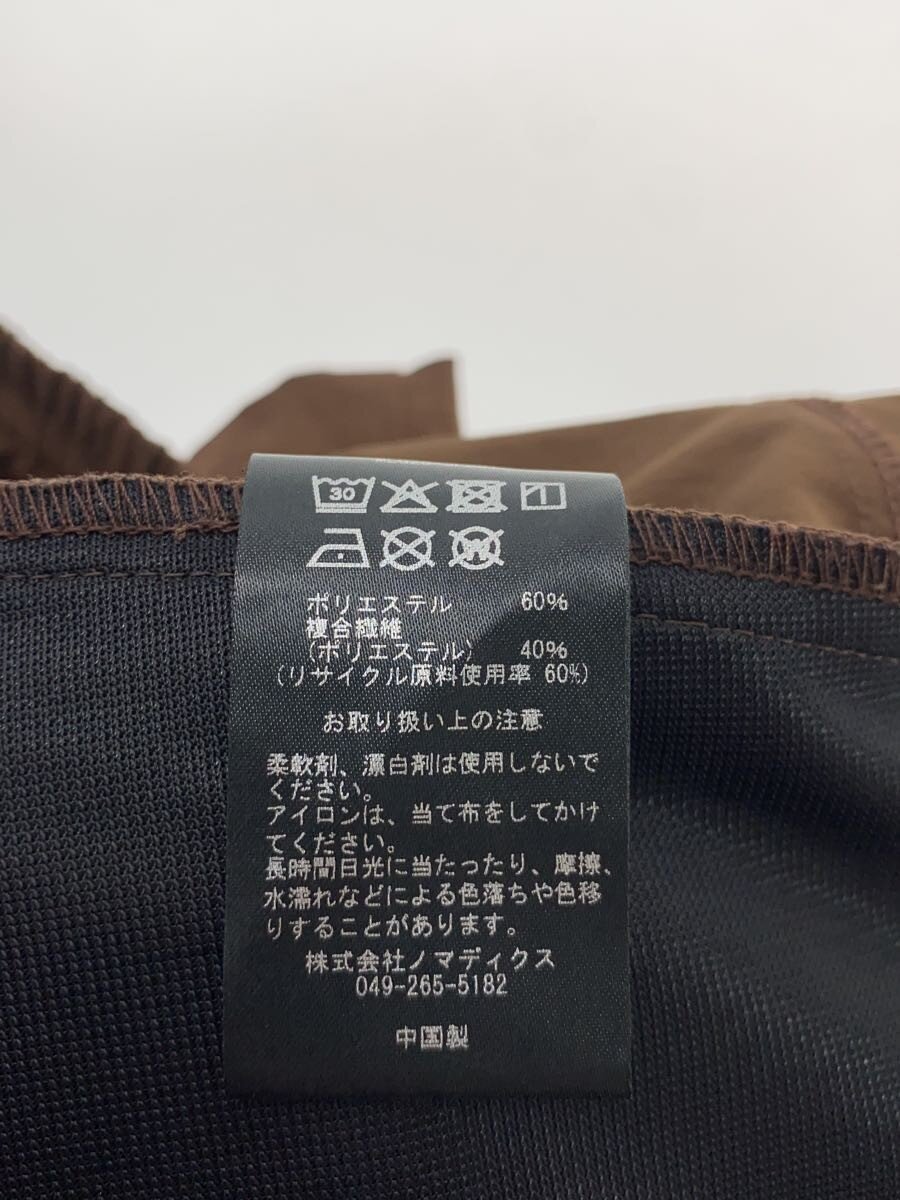 30
W
ポリエステル 60%
複合繊維
(ポリエステル) 40%
(リサイクル原料使用率 60%)
お取り扱い上の注意
柔軟剤、漂白剤は使用しないで
ください。
アイロンは、当て布をしてかけ
てください。
長時間日光に当たったり、摩擦、
水濡れなどによる色落ちや色移
りすることがあります。
株式会社ノマディクス
049-265-5182
中国製